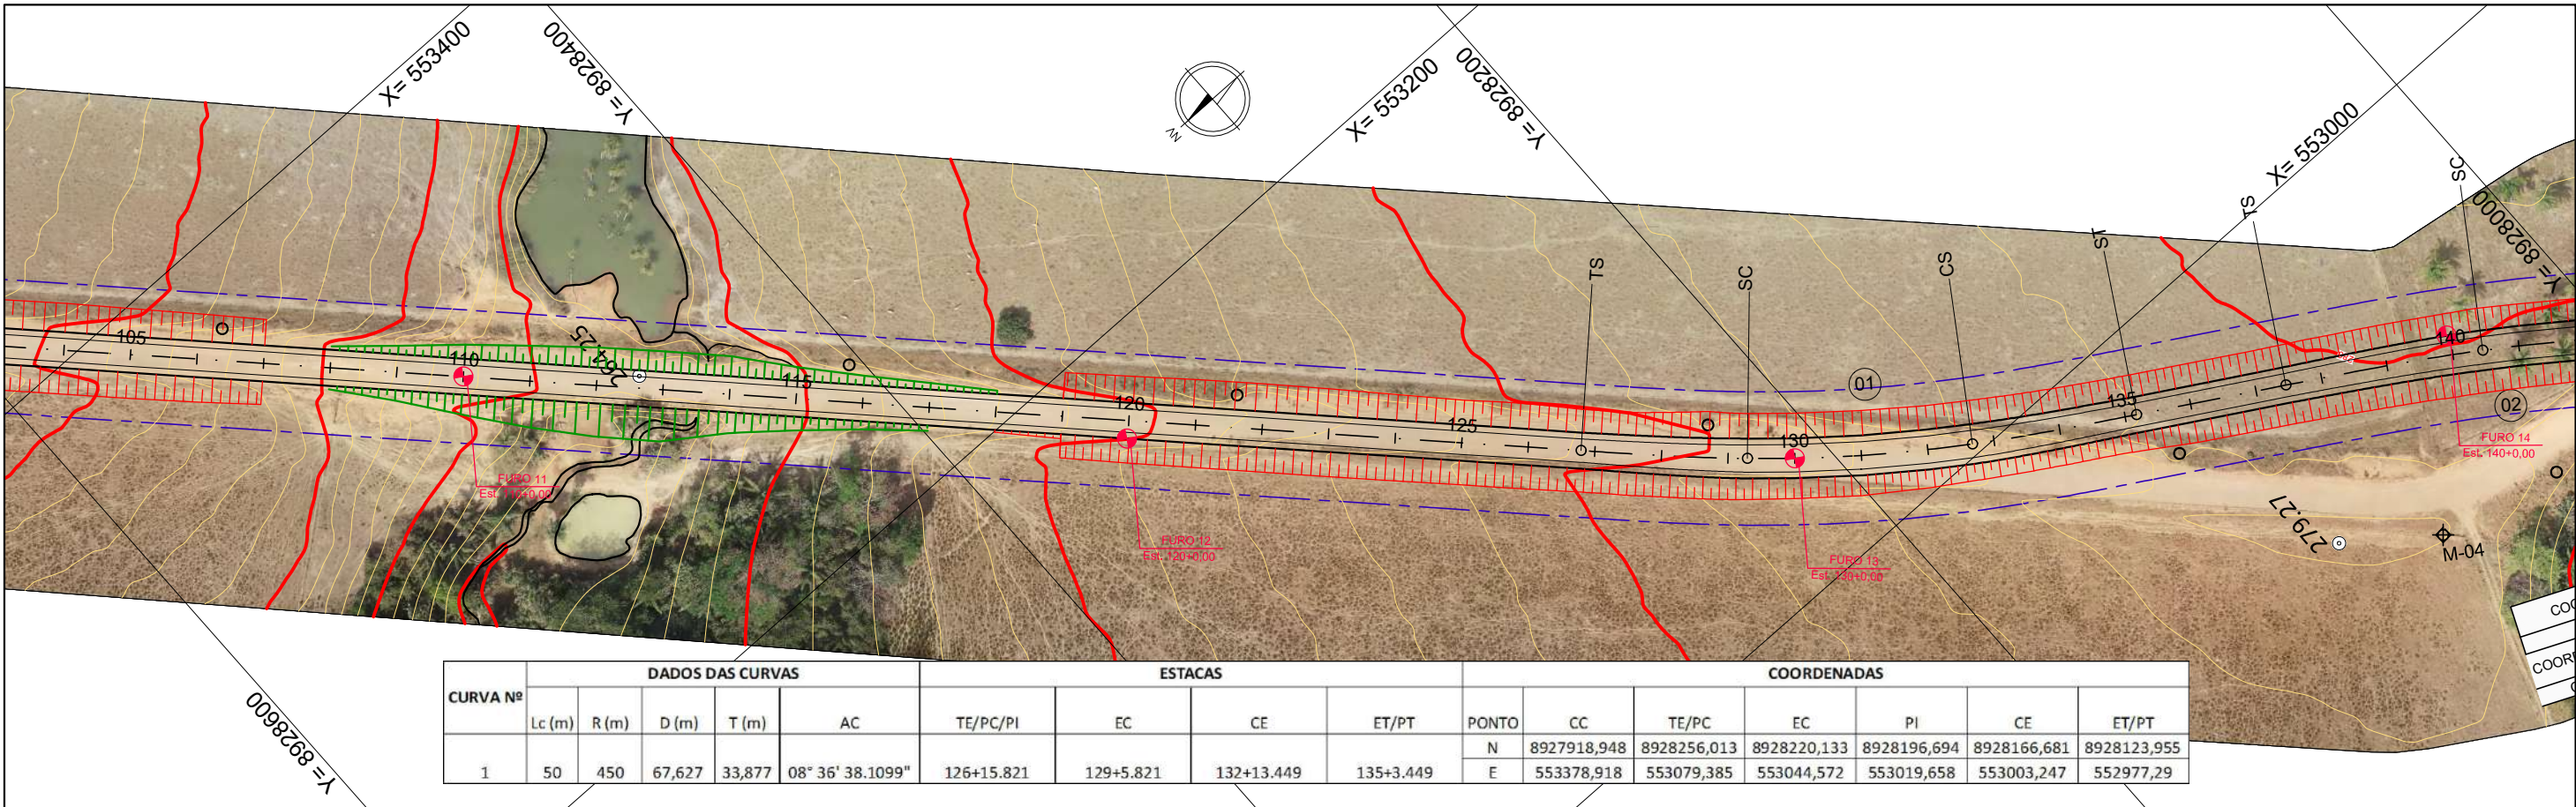 X= 553400
Y= 8928400
X= 553200
Y= 8928200
X= 553000
Y= 8928000
Y= 8928600
NV
TS
SC
CS
ST
TS
SC
105
110
115
120
125
130
135
140
264,25
279,27
M-04
01
02
FURO 11
Est. 110+0,00
FURO 12
Est. 120+0,00
FURO 13
Est. 130+0,00
FURO 14
Est. 140+0,00
CURVA Nº DADOS DAS CURVAS ESTACAS COORDENADAS
Lc (m) R (m) D (m) T (m) AC TE/PC/PI EC CE ET/PT PONTO CC TE/PC EC PI CE ET/PT
N 8927918,948 8928256,013 8928220,133 8928196,694 8928166,681 8928123,955
1 50 450 67,627 33,877 08° 36' 38.1099" 126+15.821 129+5.821 132+13.449 135+3.449 E 553378,918 553079,385 553044,572 553019,658 553003,247 552977,29